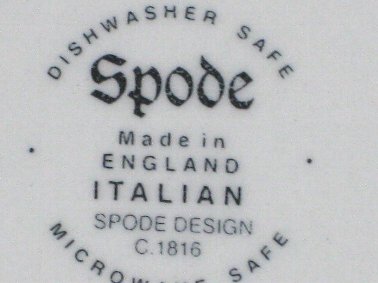 DISHWASHER SAFE
Spode
Made in
ENGLAND
ITALIAN
SPODE DESIGN
C.1816
MICROWAVE SAFE